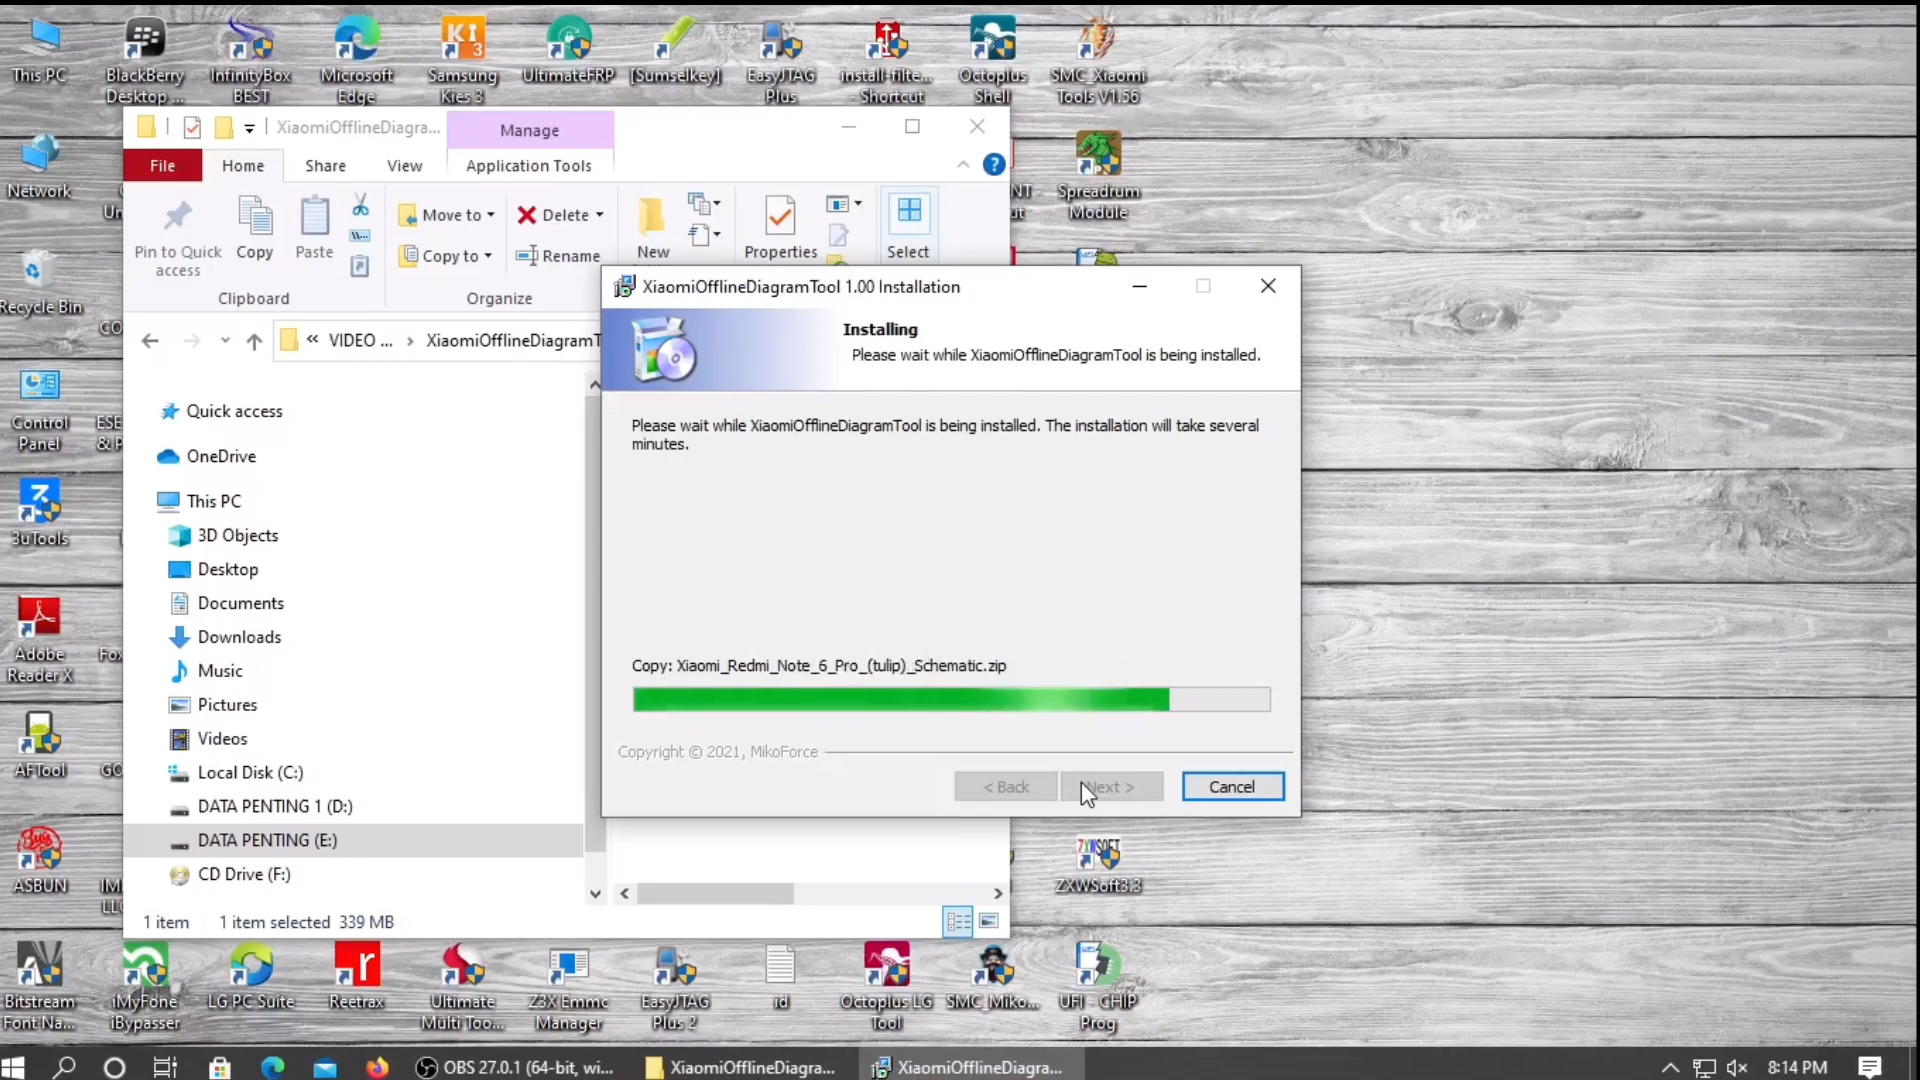 This PC
BlackBerry
Desktop ...
InfinityBox
BEST
Microsoft
Edge
Samsung
Kies 3
UltimateFRP
[Sumselkey]
EasyJTAG
Plus
install-filte...
- Shortcut
Octoplus
Shell
SMC_Xiaomi
Tools V1.56
XiaomiOfflineDiagra...
Manage
File
Home
Share
View
Application Tools
Network
Spreadrum
Module
Pin to Quick
access
Copy
Paste
Move to
Copy to
Delete
Rename
New
Properties
Select
Clipboard
Organize
Recycle Bin
VIDEO ...
XiaomiOfflineDiagramT
XiaomiOfflineDiagramTool 1.00 Installation
Installing
Please wait while XiaomiOfflineDiagramTool is being installed.
Please wait while XiaomiOfflineDiagramTool is being installed. The installation will take several
minutes.
Copy: Xiaomi_Redmi_Note_6_Pro_(tulip)_Schematic.zip
Copyright © 2021, MikoForce
< Back
Next >
Cancel
Control
Panel
ESE
& P
3uTools
Adobe
Reader X
Fox
AFTool
GO
ASBUN
IM
Quick access
OneDrive
This PC
3D Objects
Desktop
Documents
Downloads
Music
Pictures
Videos
Local Disk (C:)
DATA PENTING 1 (D:)
DATA PENTING (E:)
CD Drive (F:)
1 item
1 item selected 339 MB
ZXWSOFT
ZXWSoft3.3
Bitstream
Font Na...
iMyFone
iBypasser
LG PC Suite
Reetrax
Ultimate
Multi Too...
Z3X Emmc
Manager
EasyJTAG
Plus 2
id
Octoplus LG
Tool
SMC_Miko...
UFI - CHIP
Prog
OBS 27.0.1 (64-bit, wi...
XiaomiOfflineDiagra...
XiaomiOfflineDiagra...
8:14 PM